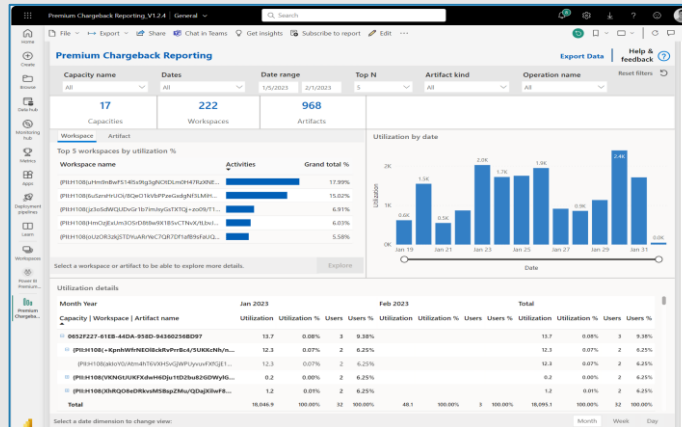 Premium Chargeback Reporting_V1.2.4 | General
Search
File Export Share Chat in Teams Get insights Subscribe to report Edit ...
Home
Create
Browse
Data hub
Monitoring hub
Metrics
Apps
Deployment pipelines
Learn
Workspaces
Premium Chargeba...
Premium Chargeback Reporting
Export Data
Help & feedback
Capacity name Dates Date range Top N Artifact kind Operation name Reset filters
All All 1/5/2023 2/1/2023 5 All All
17 222 968
Capacities Workspaces Artifacts
Workspace Artifact
Top 5 workspaces by utilization %
Workspace name Activities Grand total %
17.99%
15.02%
6.91%
6.03%
5.58%
Select a workspace or artifact to be able to explore more details. Explore
Utilization by date
Utilization
2K
1K
0K
0.6K 1.5K 0.5K 2.0K 1.7K 1.9K 0.9K 2.4K 0.0K
Jan 19 Jan 21 Jan 23 Jan 25 Jan 27 Jan 29 Jan 31
Date
Utilization details
Month Year Jan 2023 Feb 2023 Total
Capacity | Workspace | Artifact name Utilization Utilization % Users Users % Utilization Utilization % Users Users % Utilization Utilization % Users Users %
0652F227-61EB-44DA-958D-94360256BD97 13.7 0.08% 3 9.38% 13.7 0.08% 3 9.38%
12.3 0.07% 2 6.25% 12.3 0.07% 2 6.25%
12.3 0.07% 2 6.25% 12.3 0.07% 2 6.25%
0.2 0.00% 2 6.25% 0.2 0.00% 2 6.25%
1.2 0.01% 2 6.25% 1.2 0.01% 2 6.25%
Total 18,046.9 100.00% 32 100.00% 48.1 100.00% 3 100.00% 18,095.1 100.00% 32 100.00%
Select a date dimension to change view: Month Week Day